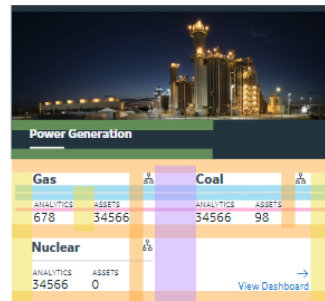 Power Generation
Gas
Coal
ANALYTICS ASSETS
678 34566
ANALYTICS ASSETS
34566 98
Nuclear
ANALYTICS ASSETS
34566 0
→
View Dashboard